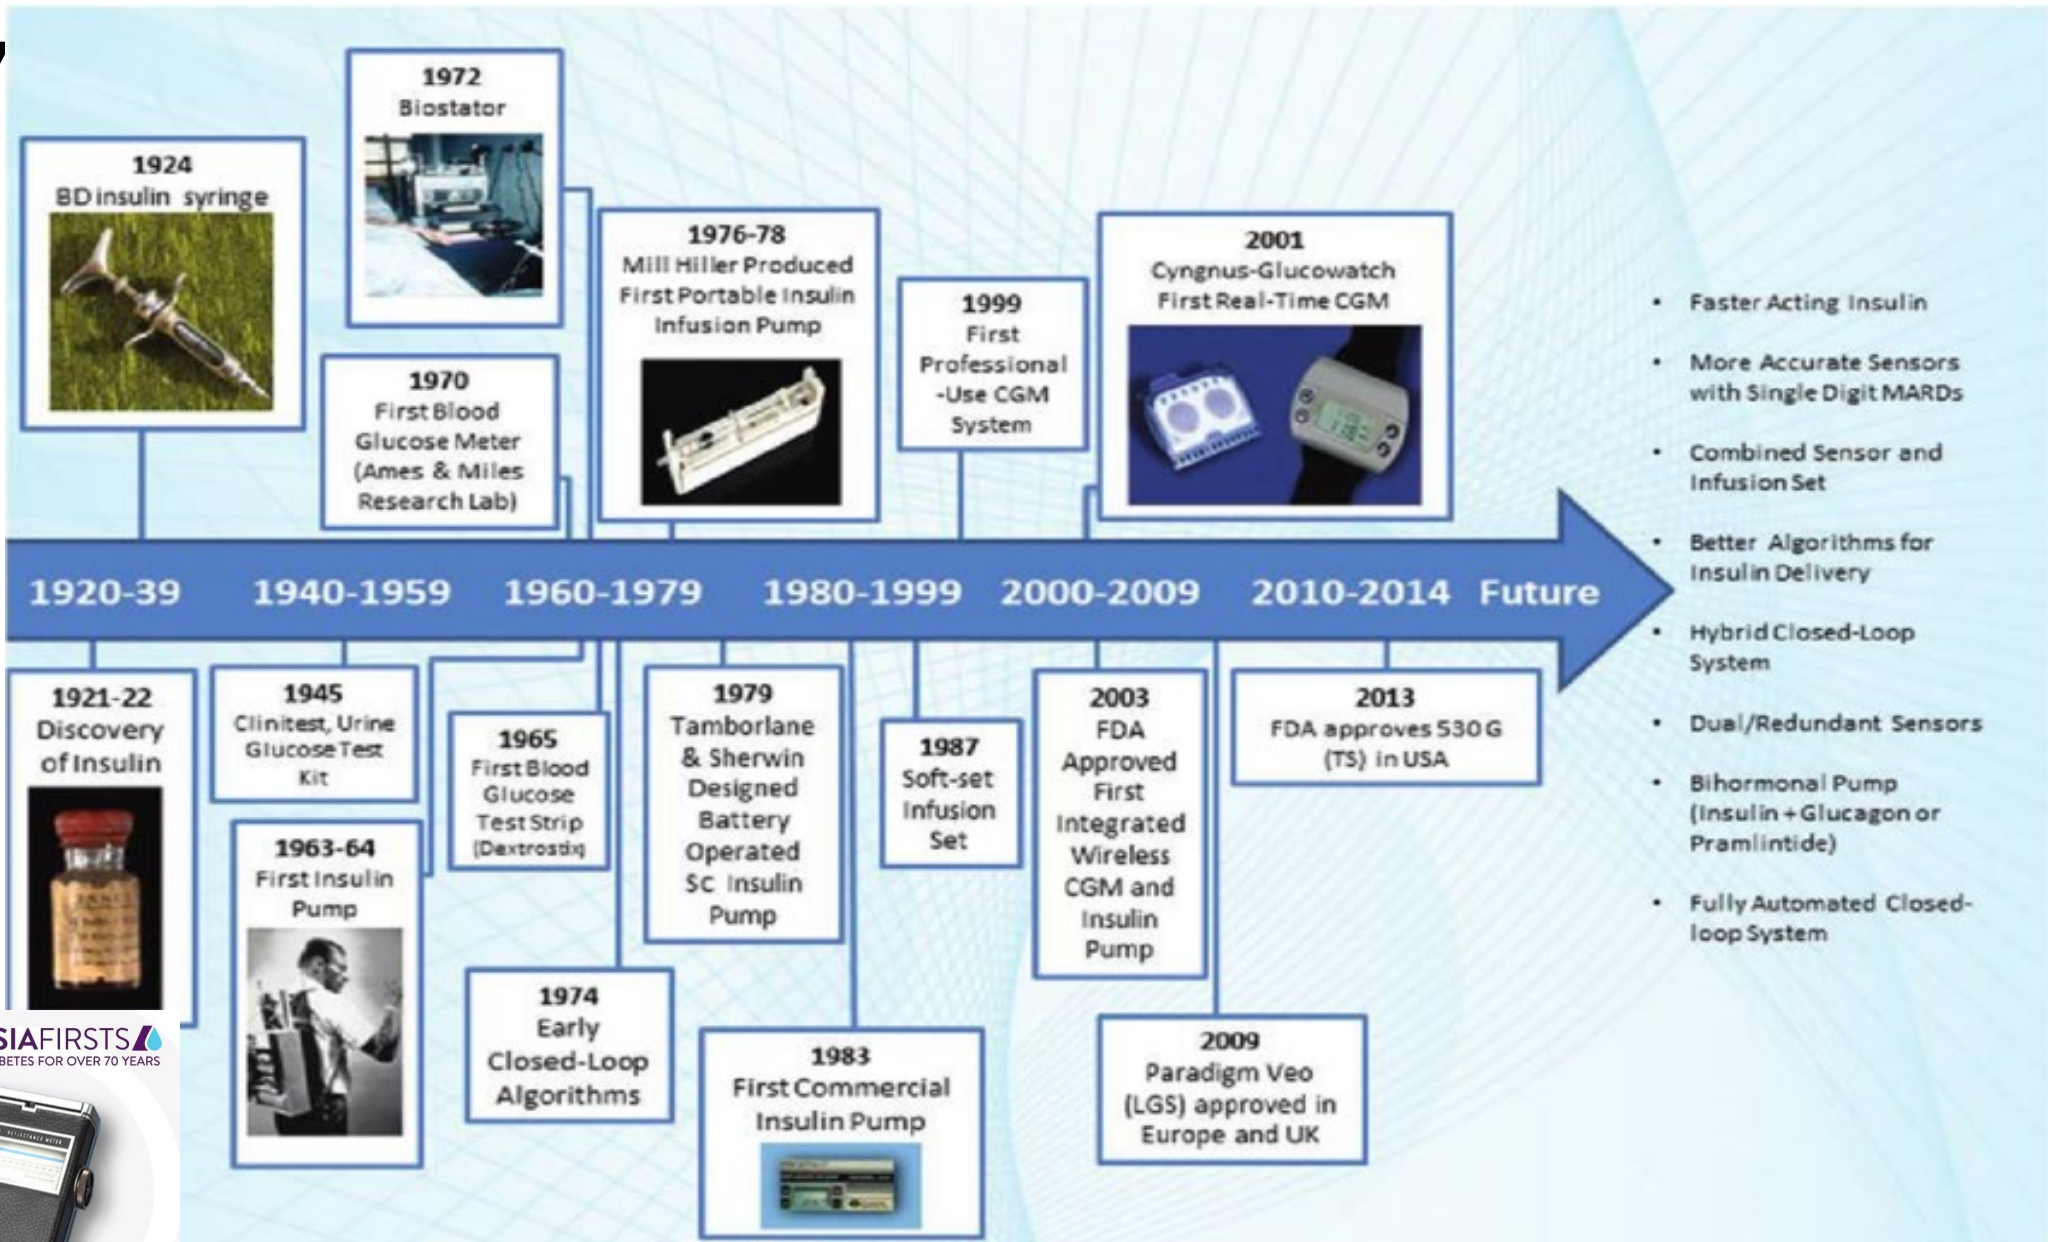 1972
Biostator
1924
BD insulin syringe
1976-78
Mill Hiller Produced
First Portable Insulin
Infusion Pump
2001
Cyngnus-Glucowatch
First Real-Time CGM
1999
First
Professional
-Use CGM
System
1970
First Blood
Glucose Meter
(Ames & Miles
Research Lab)
1920-39
1940-1959
1960-1979
1980-1999
2000-2009
2010-2014
Future
1921-22
Discovery
of Insulin
1945
Clinitest, Urine
Glucose Test
Kit
1963-64
First Insulin
Pump
1965
First Blood
Glucose
Test Strip
(Dextrostix)
1974
Early
Closed-Loop
Algorithms
1979
Tamborlane
& Sherwin
Designed
Battery
Operated
SC Insulin
Pump
1983
First Commercial
Insulin Pump
1987
Soft-set
Infusion
Set
2003
FDA
Approved
First
Integrated
Wireless
CGM and
Insulin
Pump
2009
Paradigm Veo
(LGS) approved in
Europe and UK
2013
FDA approves 530 G
(TS) in USA
• Faster Acting Insulin
• More Accurate Sensors
with Single Digit MARDs
• Combined Sensor and
Infusion Set
• Better Algorithms for
Insulin Delivery
• Hybrid Closed-Loop
System
• Dual/Redundant Sensors
• Bihormonal Pump
(Insulin + Glucagon or
Pramlintide)
• Fully Automated Closed-
loop System
SIAFIRSTS
BETES FOR OVER 70 YEARS
REFLECTANCE METER